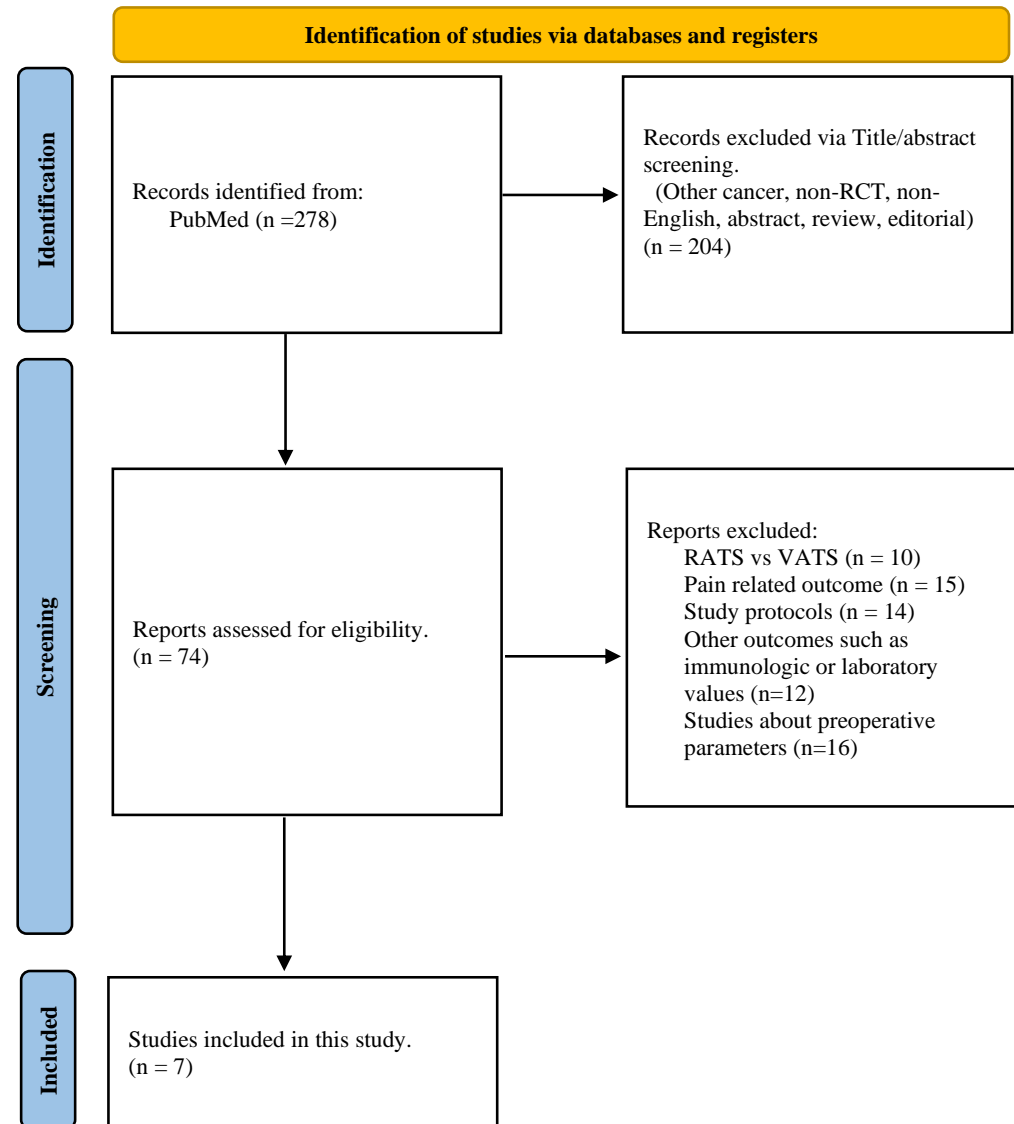 Identification of studies via databases and registers
Identification
Records identified from:
PubMed (n =278)
Records excluded via Title/abstract
screening.
(Other cancer, non-RCT, non-
English, abstract, review, editorial)
(n = 204)
Screening
Reports assessed for eligibility.
(n = 74)
Reports excluded:
RATS vs VATS (n = 10)
Pain related outcome (n = 15)
Study protocols (n = 14)
Other outcomes such as
immunologic or laboratory
values (n=12)
Studies about preoperative
parameters (n=16)
Included
Studies included in this study.
(n = 7)